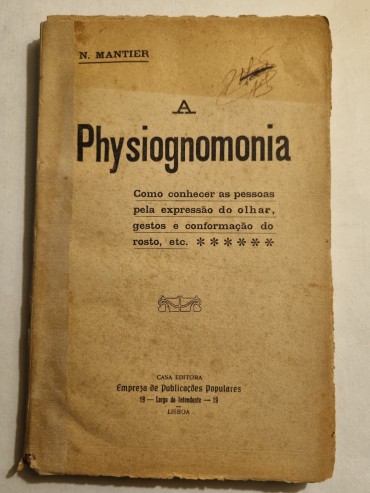 N. MANTIER
A
Physiognomonia
Como conhecer as pessoas
pela expressão do olhar,
gestos e conformação do
rosto, etc. ******
CASA EDITORA
Empreza de Publicações Populares
19 — Largo do Intendente — 19
LISBOA